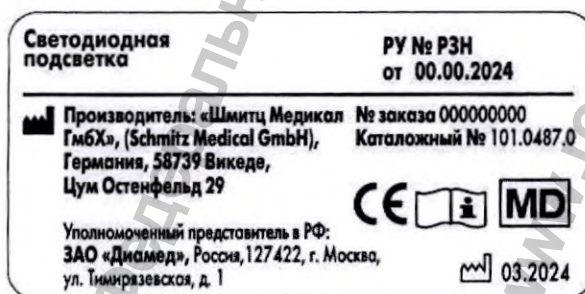 Светодиодная
подсветка
РУ № РЗН
от 00.00.2024
Производитель: «Шмитц Медикал
ГмбХ», (Schmitz Medical GmbH),
Германия, 58739 Викеде,
Цум Остенфельд 29
№ заказа 000000000
Каталожный № 101.0487.0
CE
i
MD
Уполномоченный представитель в РФ:
ЗАО «Диамед», Россия, 127422, г. Москва,
ул. Тимирязевская, д. 1
03.2024